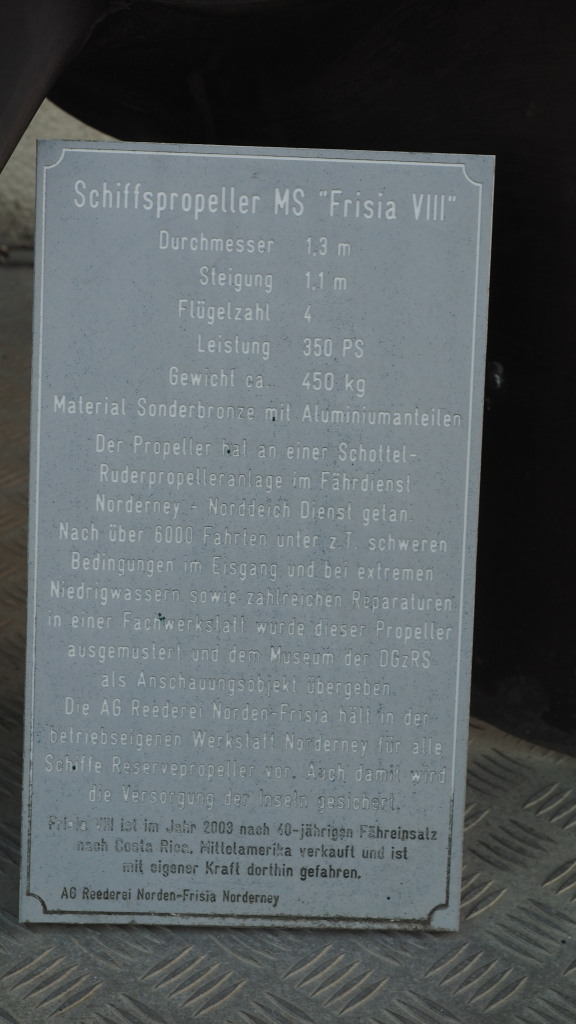 Schiffspropeller MS "Frisia VIII"
Durchmesser 1,3 m
Steigung 1,1 m
Flügelzahl 4
Leistung 350 PS
Gewicht ca. 450 kg
Material Sonderbronze mit Aluminiumanteilen
Der Propeller hat an einer Schottel-
Ruderpropelleranlage im Fährdienst
Norderney - Norddeich Dienst getan.
Nach über 6000 Fahrten unter z.T. schweren
Bedingungen im Eisgang und bei extremen
Niedrigwassern sowie zahlreichen Reparaturen
in einer Fachwerkstatt wurde dieser Propeller
ausgemustert und dem Museum der DGzRS
als Anschauungsobjekt übergeben.
Die AG Reederei Norden-Frisia hält in der
betriebseigenen Werkstatt Norderney für alle
Schiffe Reservepropeller vor. Auch damit wird
die Versorgung der Inseln gesichert.
Frisia VIII ist im Jahr 2003 nach 40-jährigen Fähreinsatz
nach Costa Rica, Mittelamerika verkauft und ist
mit eigener Kraft dorthin gefahren.
AG Reederei Norden-Frisia Norderney